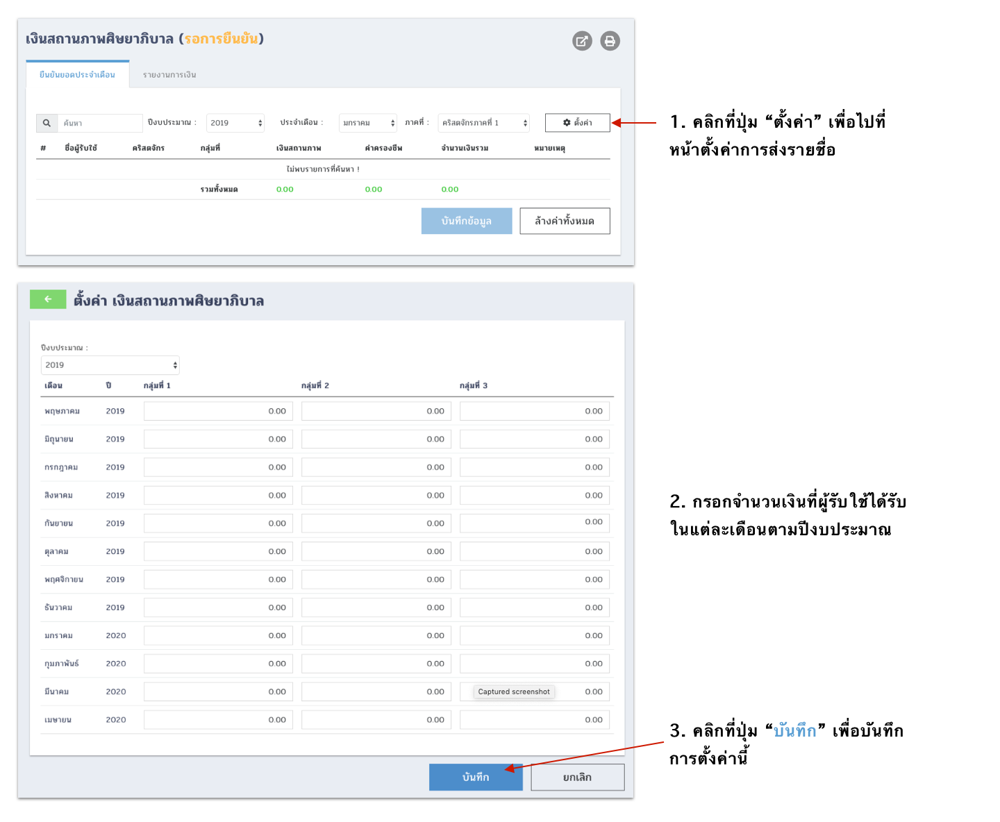 เงินสถานภาพศิษยาภิบาล (รอการยืนยัน)
ยืนยันยอดประจำเดือน รายงานการเงิน
ค้นหา ปีงบประมาณ : 2019 ประจำเดือน : มกราคม ภาคที่ : คริสตจักรภาคที่ 1 ตั้งค่า
# ชื่อผู้รับใช้ คริสตจักร กลุ่มที่ เงินสถานภาพ ค่าครองชีพ จำนวนเงินรวม หมายเหตุ
ไม่พบรายการที่ค้นหา !
รวมทั้งหมด 0.00 0.00 0.00
บันทึกข้อมูล ล้างค่าทั้งหมด
1. คลิกที่ปุ่ม “ตั้งค่า” เพื่อไปที่
หน้าตั้งค่าการส่งรายชื่อ
ตั้งค่า เงินสถานภาพศิษยาภิบาล
ปีงบประมาณ :
2019
เดือน ปี กลุ่มที่ 1 กลุ่มที่ 2 กลุ่มที่ 3
พฤษภาคม 2019 0.00 0.00 0.00
มิถุนายน 2019 0.00 0.00 0.00
กรกฎาคม 2019 0.00 0.00 0.00
สิงหาคม 2019 0.00 0.00 0.00
กันยายน 2019 0.00 0.00 0.00
ตุลาคม 2019 0.00 0.00 0.00
พฤศจิกายน 2019 0.00 0.00 0.00
ธันวาคม 2019 0.00 0.00 0.00
มกราคม 2020 0.00 0.00 0.00
กุมภาพันธ์ 2020 0.00 0.00 0.00
มีนาคม 2020 0.00 0.00 Captured screenshot 0.00
เมษายน 2020 0.00 0.00 0.00
บันทึก ยกเลิก
2. กรอกจำนวนเงินที่ผู้รับใช้ได้รับ
ในแต่ละเดือนตามปีงบประมาณ
3. คลิกที่ปุ่ม “บันทึก” เพื่อบันทึก
การตั้งค่านี้